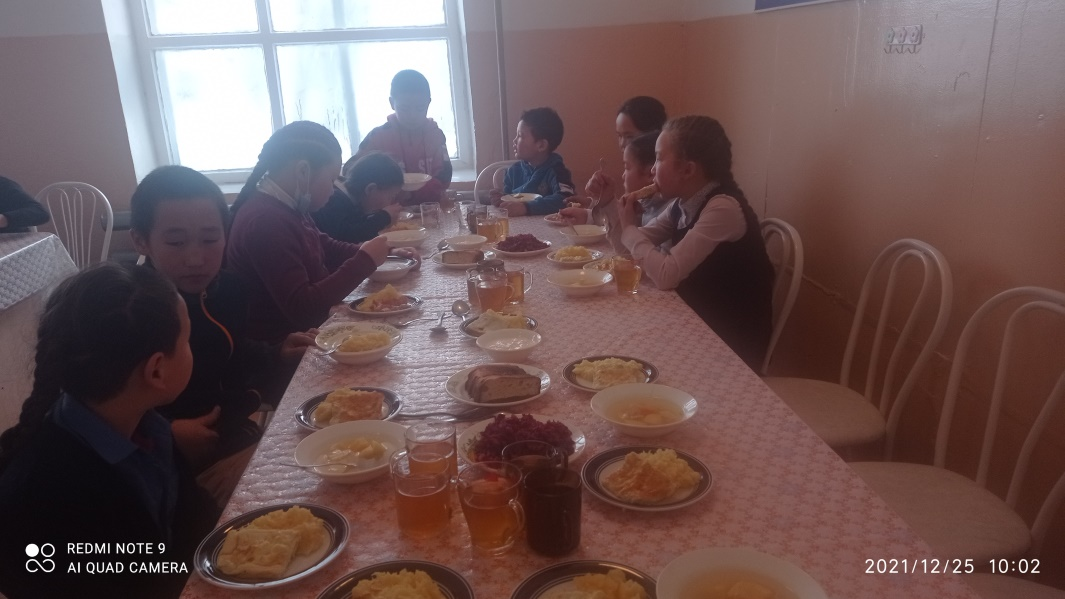 REDMI NOTE 9
AI QUAD CAMERA
2021/12/25 10:02